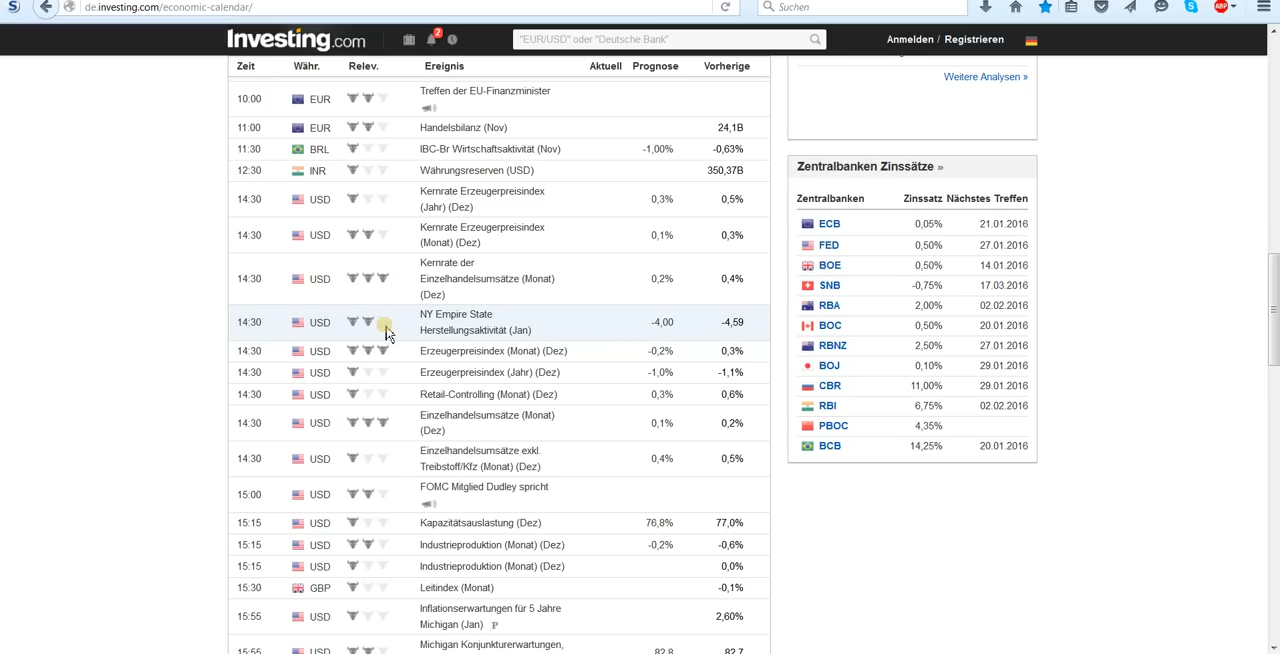 de.investing.com/economic-calendar/
Suchen
ABP
Investing.com
2
"EUR/USD" oder "Deutsche Bank"
Anmelden / Registrieren
Zeit Währ. Relev. Ereignis Aktuell Prognose Vorherige
10:00 EUR Treffen der EU-Finanzminister
11:00 EUR Handelsbilanz (Nov) 24,1B
11:30 BRL IBC-Br Wirtschaftsaktivität (Nov) -1,00% -0,63%
12:30 INR Währungsreserven (USD) 350,37B
14:30 USD Kernrate Erzeugerpreisindex
(Jahr) (Dez) 0,3% 0,5%
14:30 USD Kernrate Erzeugerpreisindex
(Monat) (Dez) 0,1% 0,3%
14:30 USD Kernrate der
Einzelhandelsumsätze (Monat)
(Dez) 0,2% 0,4%
14:30 USD NY Empire State
Herstellungsaktivität (Jan) -4,00 -4,59
14:30 USD Erzeugerpreisindex (Monat) (Dez) -0,2% 0,3%
14:30 USD Erzeugerpreisindex (Jahr) (Dez) -1,0% -1,1%
14:30 USD Retail-Controlling (Monat) (Dez) 0,3% 0,6%
14:30 USD Einzelhandelsumsätze (Monat)
(Dez) 0,1% 0,2%
14:30 USD Einzelhandelsumsätze exkl.
Treibstoff/Kfz (Monat) (Dez) 0,4% 0,5%
15:00 USD FOMC Mitglied Dudley spricht
15:15 USD Kapazitätsauslastung (Dez) 76,8% 77,0%
15:15 USD Industrieproduktion (Monat) (Dez) -0,2% -0,6%
15:15 USD Industrieproduktion (Monat) (Dez) 0,0%
15:30 GBP Leitindex (Monat) -0,1%
15:55 USD Inflationserwartungen für 5 Jahre
Michigan (Jan) P 2,60%
15:55 USD Michigan Konjunkturerwartungen, 82,8 82,7
Weitere Analysen »
Zentralbanken Zinssätze »
Zentralbanken Zinssatz Nächstes Treffen
ECB 0,05% 21.01.2016
FED 0,50% 27.01.2016
BOE 0,50% 14.01.2016
SNB -0,75% 17.03.2016
RBA 2,00% 02.02.2016
BOC 0,50% 20.01.2016
RBNZ 2,50% 27.01.2016
BOJ 0,10% 29.01.2016
CBR 11,00% 29.01.2016
RBI 6,75% 02.02.2016
PBOC 4,35%
BCB 14,25% 20.01.2016